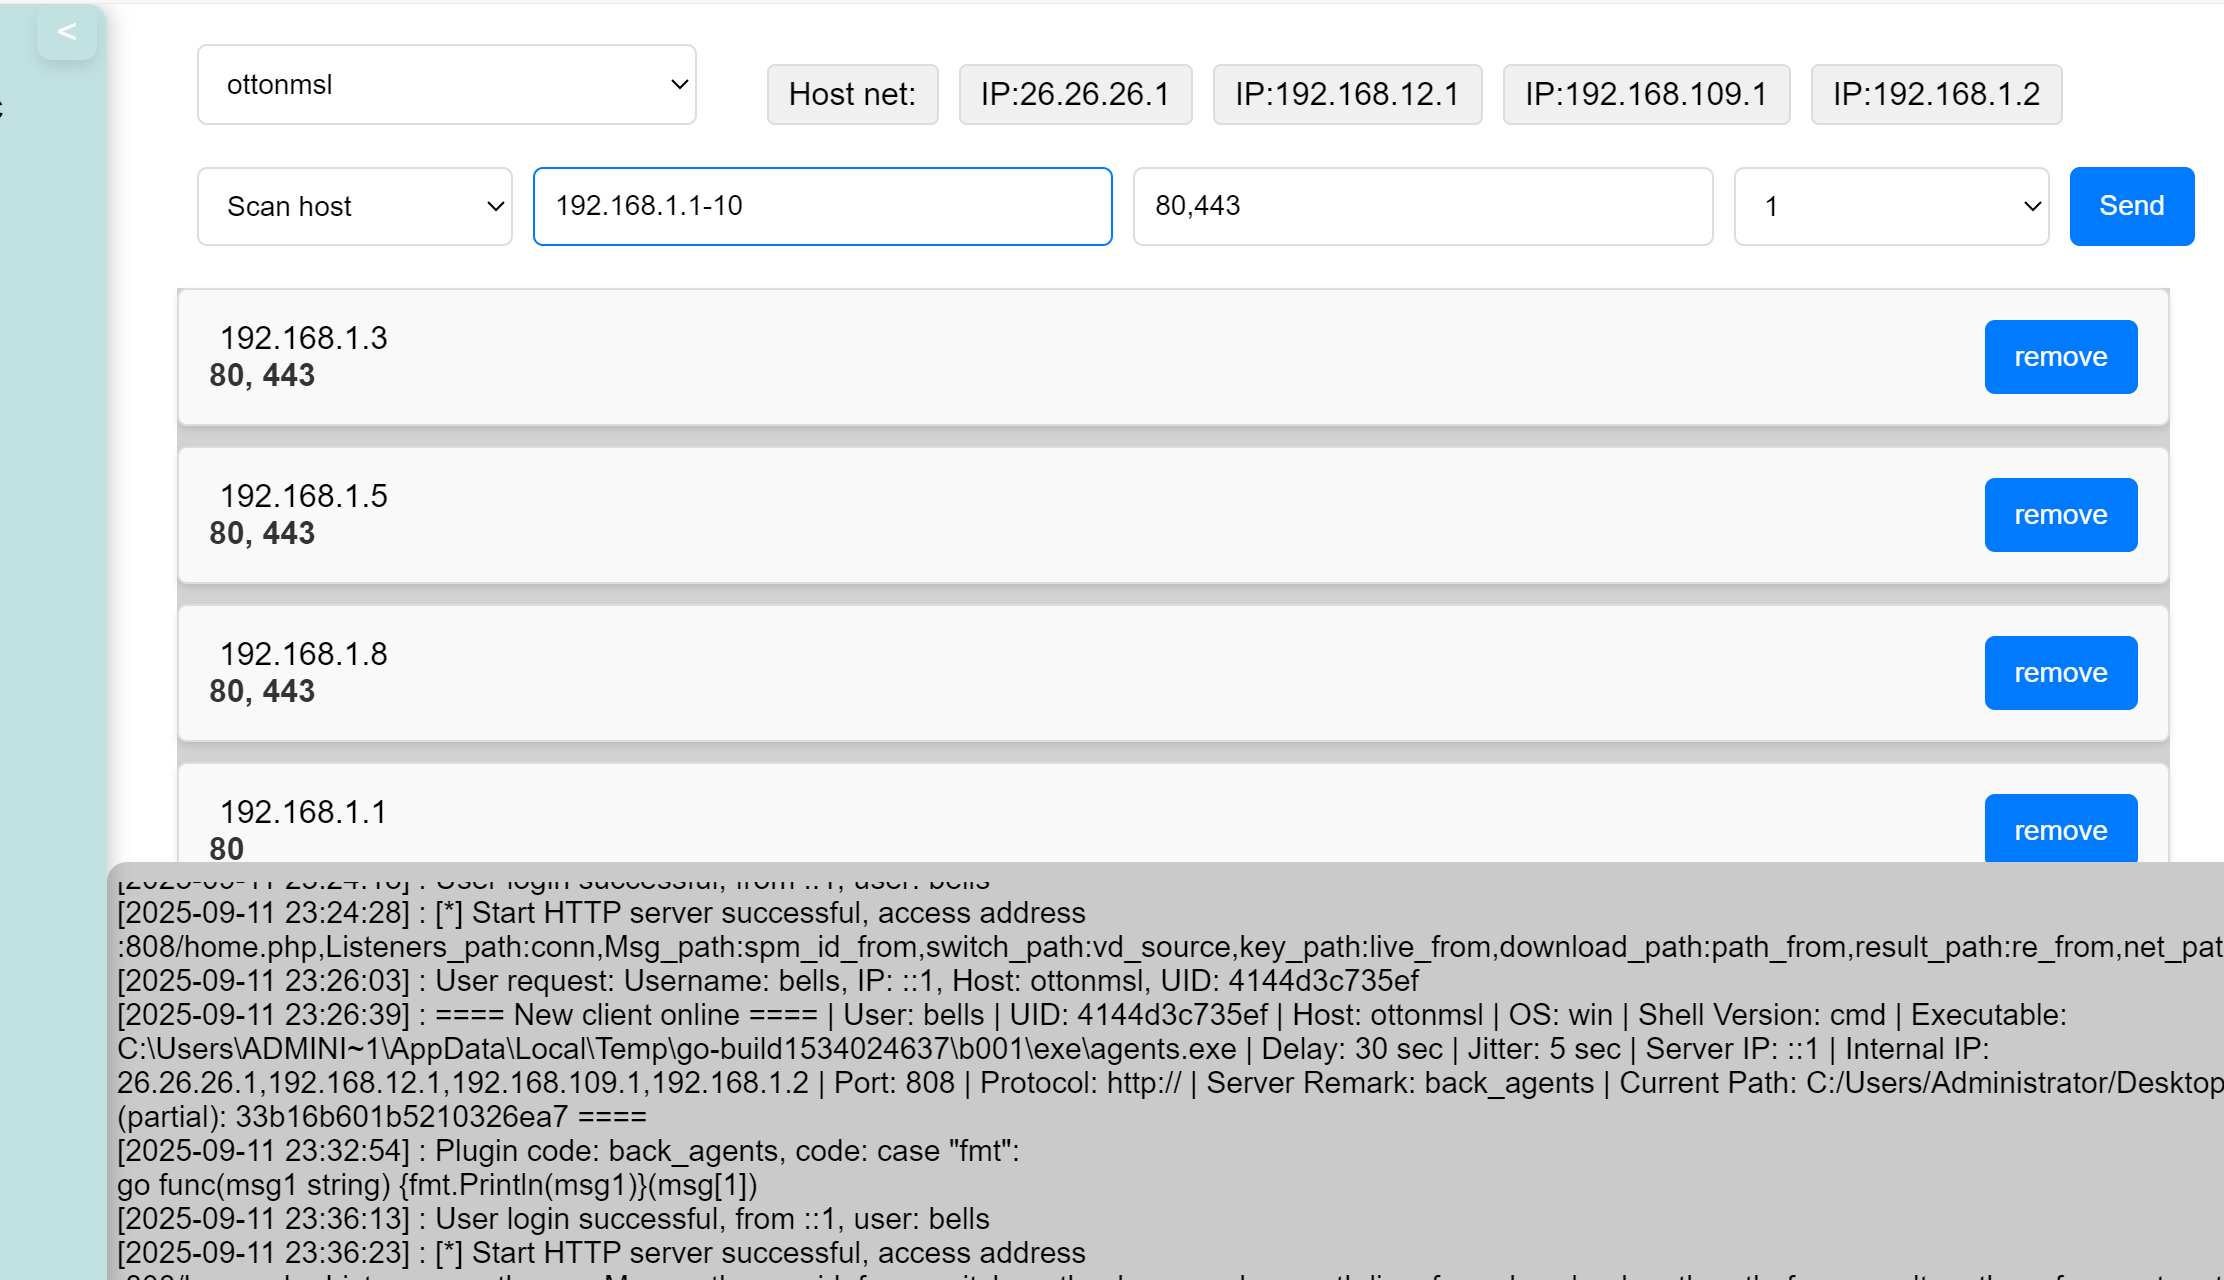 <
ottonmsl
Host net:
IP:26.26.26.1
IP:192.168.12.1
IP:192.168.109.1
IP:192.168.1.2
Scan host
192.168.1.1-10
80,443
1
Send
192.168.1.3
80, 443
remove
192.168.1.5
80, 443
remove
192.168.1.8
80, 443
remove
192.168.1.1
80
remove
: User login successful, from ::1, user: bells
[2025-09-11 23:24:28] : [*] Start HTTP server successful, access address
:808/home.php,Listeners_path:conn,Msg_path:spm_id_from,switch_path:vd_source,key_path:live_from,download_path:path_from,result_path:re_from,net_pat
[2025-09-11 23:26:03] : User request: Username: bells, IP: ::1, Host: ottonmsl, UID: 4144d3c735ef
[2025-09-11 23:26:39] : ==== New client online ==== | User: bells | UID: 4144d3c735ef | Host: ottonmsl | OS: win | Shell Version: cmd | Executable:
C:\Users\ADMINI~1\AppData\Local\Temp\go-build1534024637\b001\exe\agents.exe | Delay: 30 sec | Jitter: 5 sec | Server IP: ::1 | Internal IP:
26.26.26.1,192.168.12.1,192.168.109.1,192.168.1.2 | Port: 808 | Protocol: http:// | Server Remark: back_agents | Current Path: C:/Users/Administrator/Desktop
(partial): 33b16b601b5210326ea7 ====
[2025-09-11 23:32:54] : Plugin code: back_agents, code: case "fmt":
go func(msg1 string) {fmt.Println(msg1)}(msg[1])
[2025-09-11 23:36:13] : User login successful, from ::1, user: bells
[2025-09-11 23:36:23] : [*] Start HTTP server successful, access address